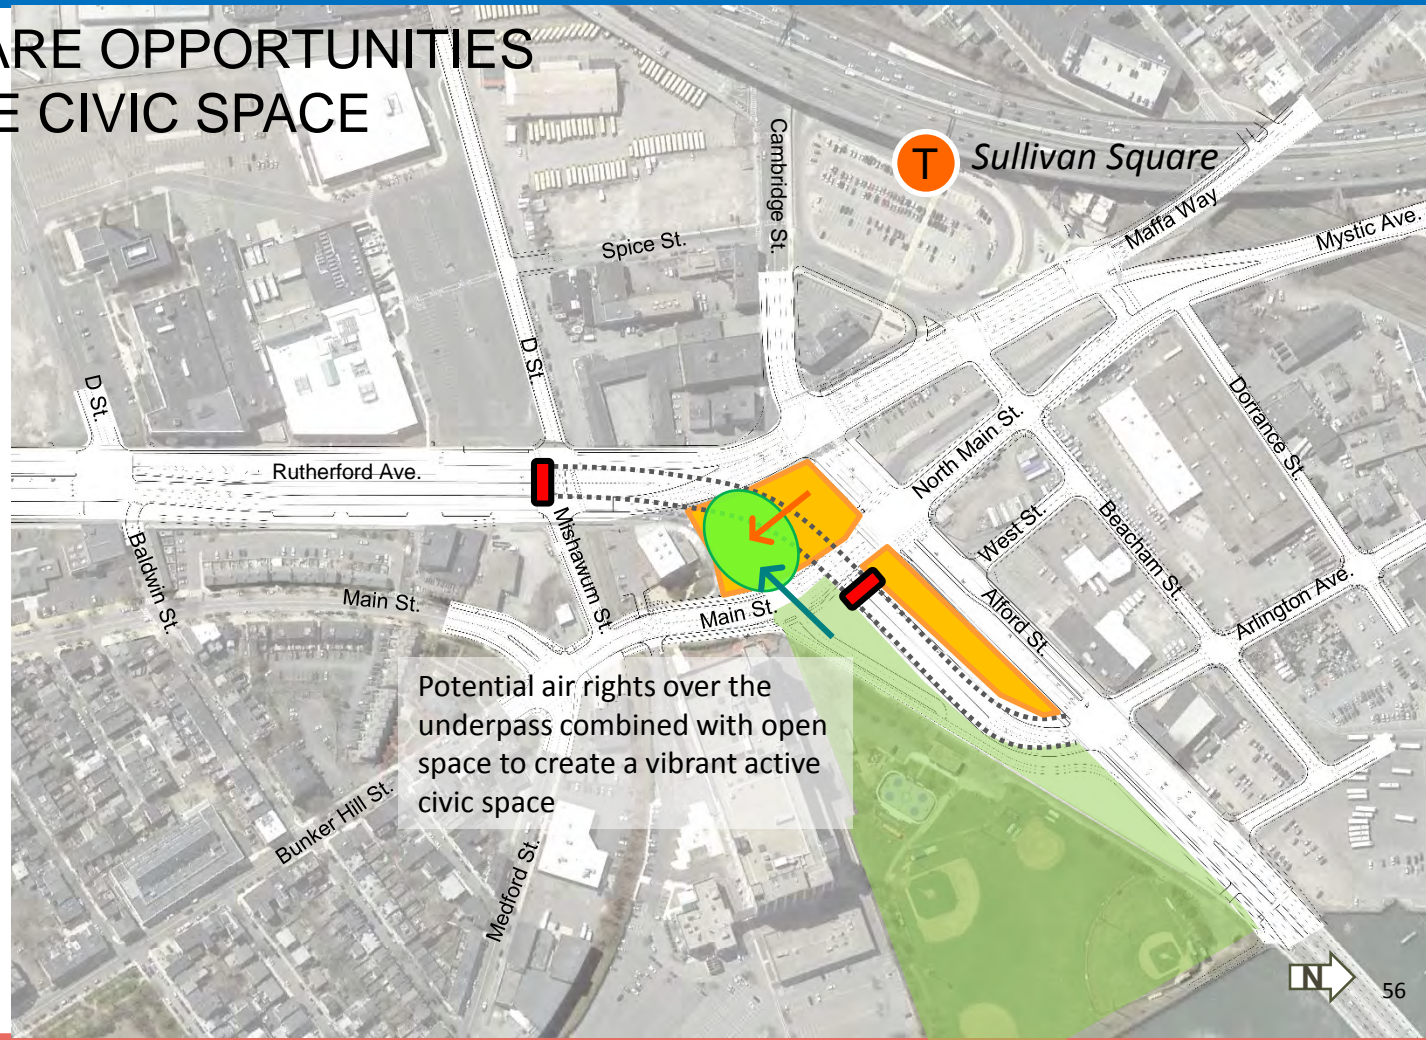 ARE OPPORTUNITIES
E CIVIC SPACE
T
Sullivan Square
Cambridge St.
Maffa Way
Mystic Ave.
Spice St.
D St.
D St.
Dorrance St.
Rutherford Ave.
North Main St.
West St.
Beacham St.
Mishawum St.
Baldwin St.
Main St.
Main St.
Alford St.
Arlington Ave.
Potential air rights over the
underpass combined with open
space to create a vibrant active
civic space
Bunker Hill St.
Medford St.
N
56